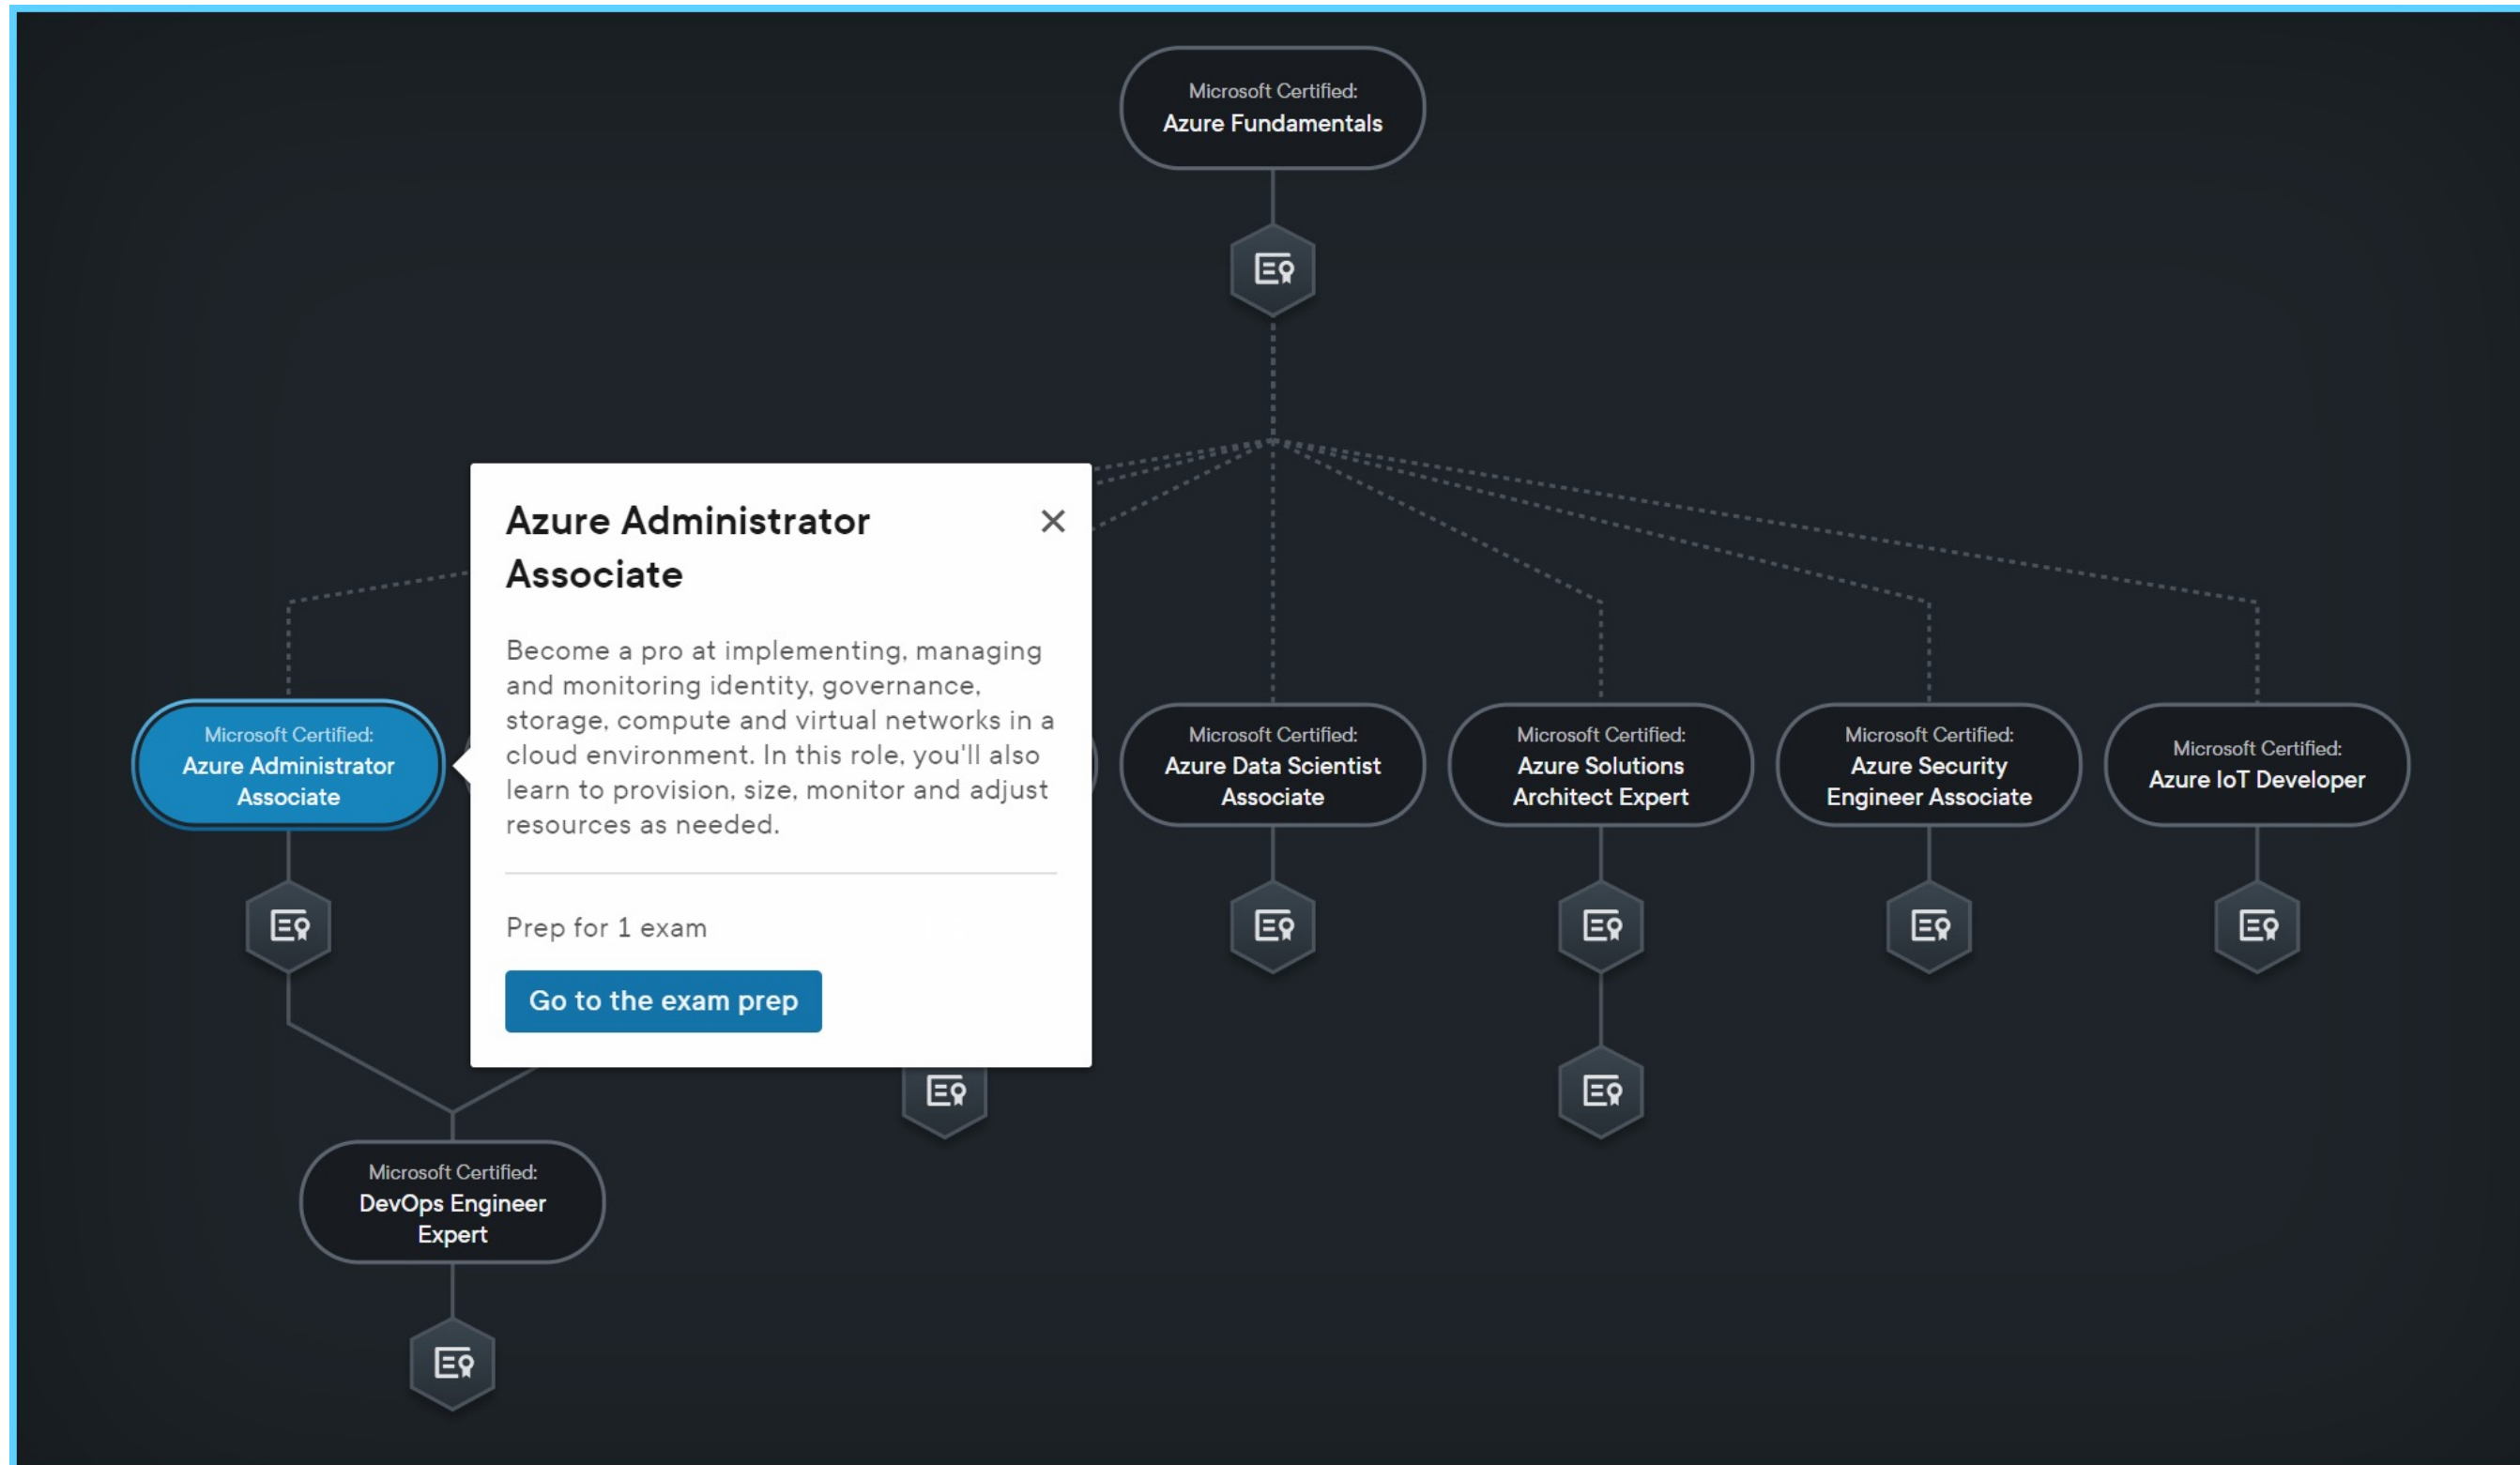 Microsoft Certified:
Azure Fundamentals
Azure Administrator
Associate
Become a pro at implementing, managing
and monitoring identity, governance,
storage, compute and virtual networks in a
cloud environment. In this role, you'll also
learn to provision, size, monitor and adjust
resources as needed.
Prep for 1 exam
Go to the exam prep
Microsoft Certified:
Azure Administrator
Associate
Microsoft Certified:
Azure Data Scientist
Associate
Microsoft Certified:
Azure Solutions
Architect Expert
Microsoft Certified:
Azure Security
Engineer Associate
Microsoft Certified:
Azure IoT Developer
Microsoft Certified:
DevOps Engineer
Expert